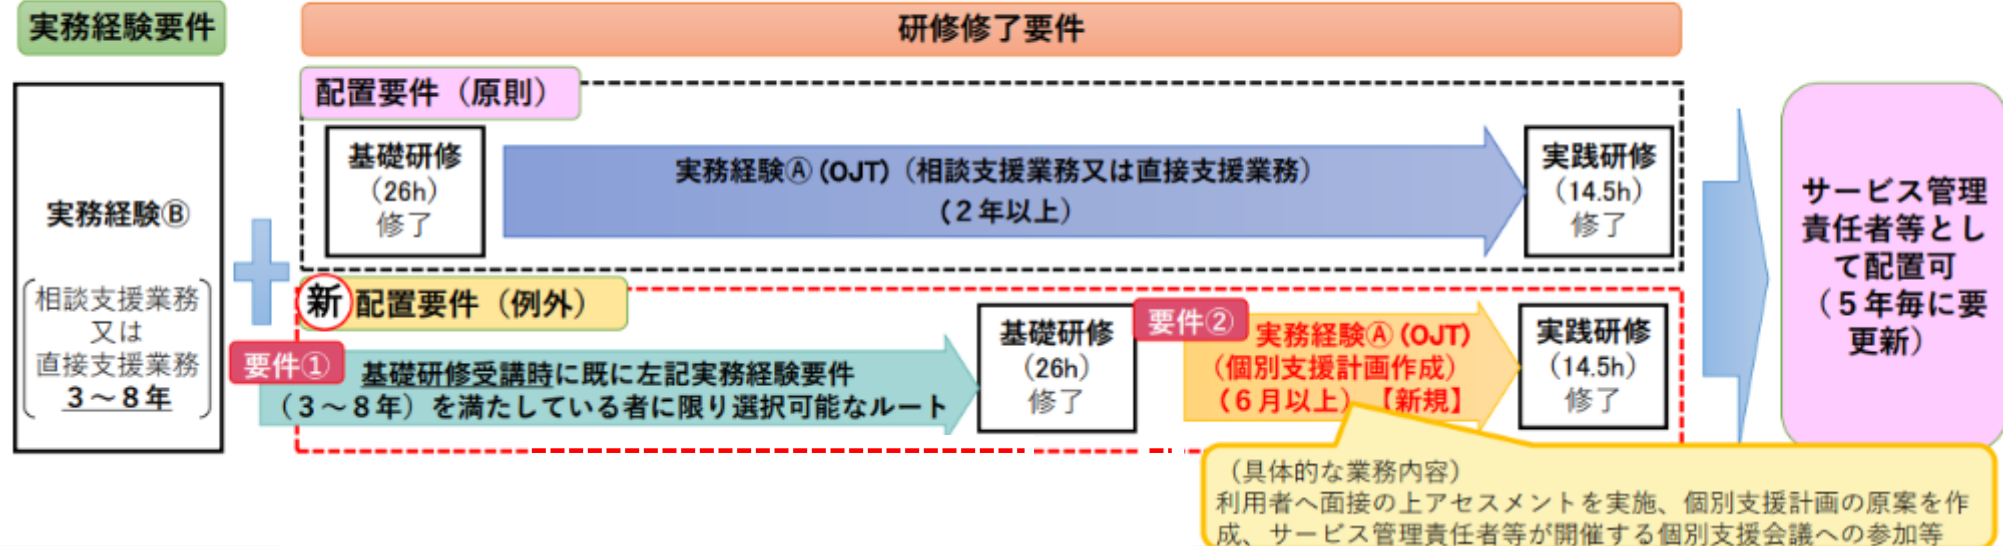 実務経験要件
研修修了要件
実務経験Ⓑ
相談支援業務
又は
直接支援業務
3～8年
配置要件（原則）
基礎研修
（26h）
修了
実務経験Ⓐ（OJT）（相談支援業務又は直接支援業務）
（２年以上）
実践研修
（14.5h）
修了
新 配置要件（例外）
要件①
基礎研修受講時に既に左記実務経験要件
（３～８年）を満たしている者に限り選択可能なルート
基礎研修
（26h）
修了
要件②
実務経験Ⓐ（OJT）
（個別支援計画作成）
（６月以上）【新規】
実践研修
（14.5h）
修了
（具体的な業務内容）
利用者へ面接の上アセスメントを実施、個別支援計画の原案を作
成、サービス管理責任者等が開催する個別支援会議への参加等
サービス管理
責任者等とし
て配置可
（５年毎に要
更新）